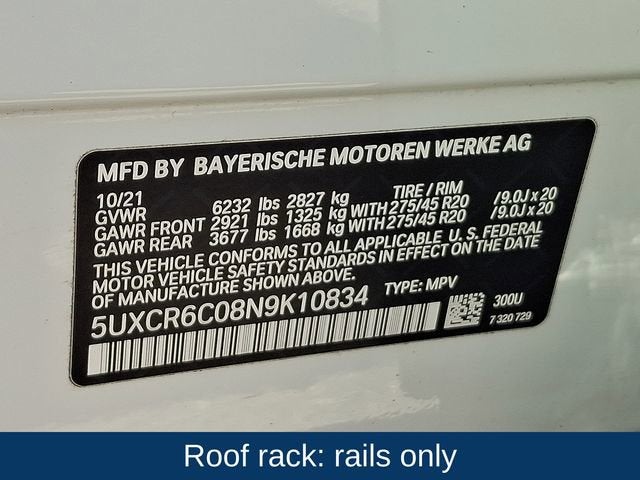 MFD BY BAYERISCHE MOTOREN WERKE AG
10/21 TIRE / RIM
GVWR 6232 lbs 2827 kg
GAWR FRONT 2921 lbs 1325 kg WITH 275/45 R20 /9.0J x 20
GAWR REAR 3677 lbs 1668 kg WITH 275/45 R20 /9.0J x 20
THIS VEHICLE CONFORMS TO ALL APPLICABLE U.S. FEDERAL
MOTOR VEHICLE SAFETY STANDARDS IN EFFECT ON THE DATE
OF MANUFACTURE SHOWN ABOVE.
5UXCR6C08N9K10834 TYPE: MPV
300U
7 320 729
Roof rack: rails only